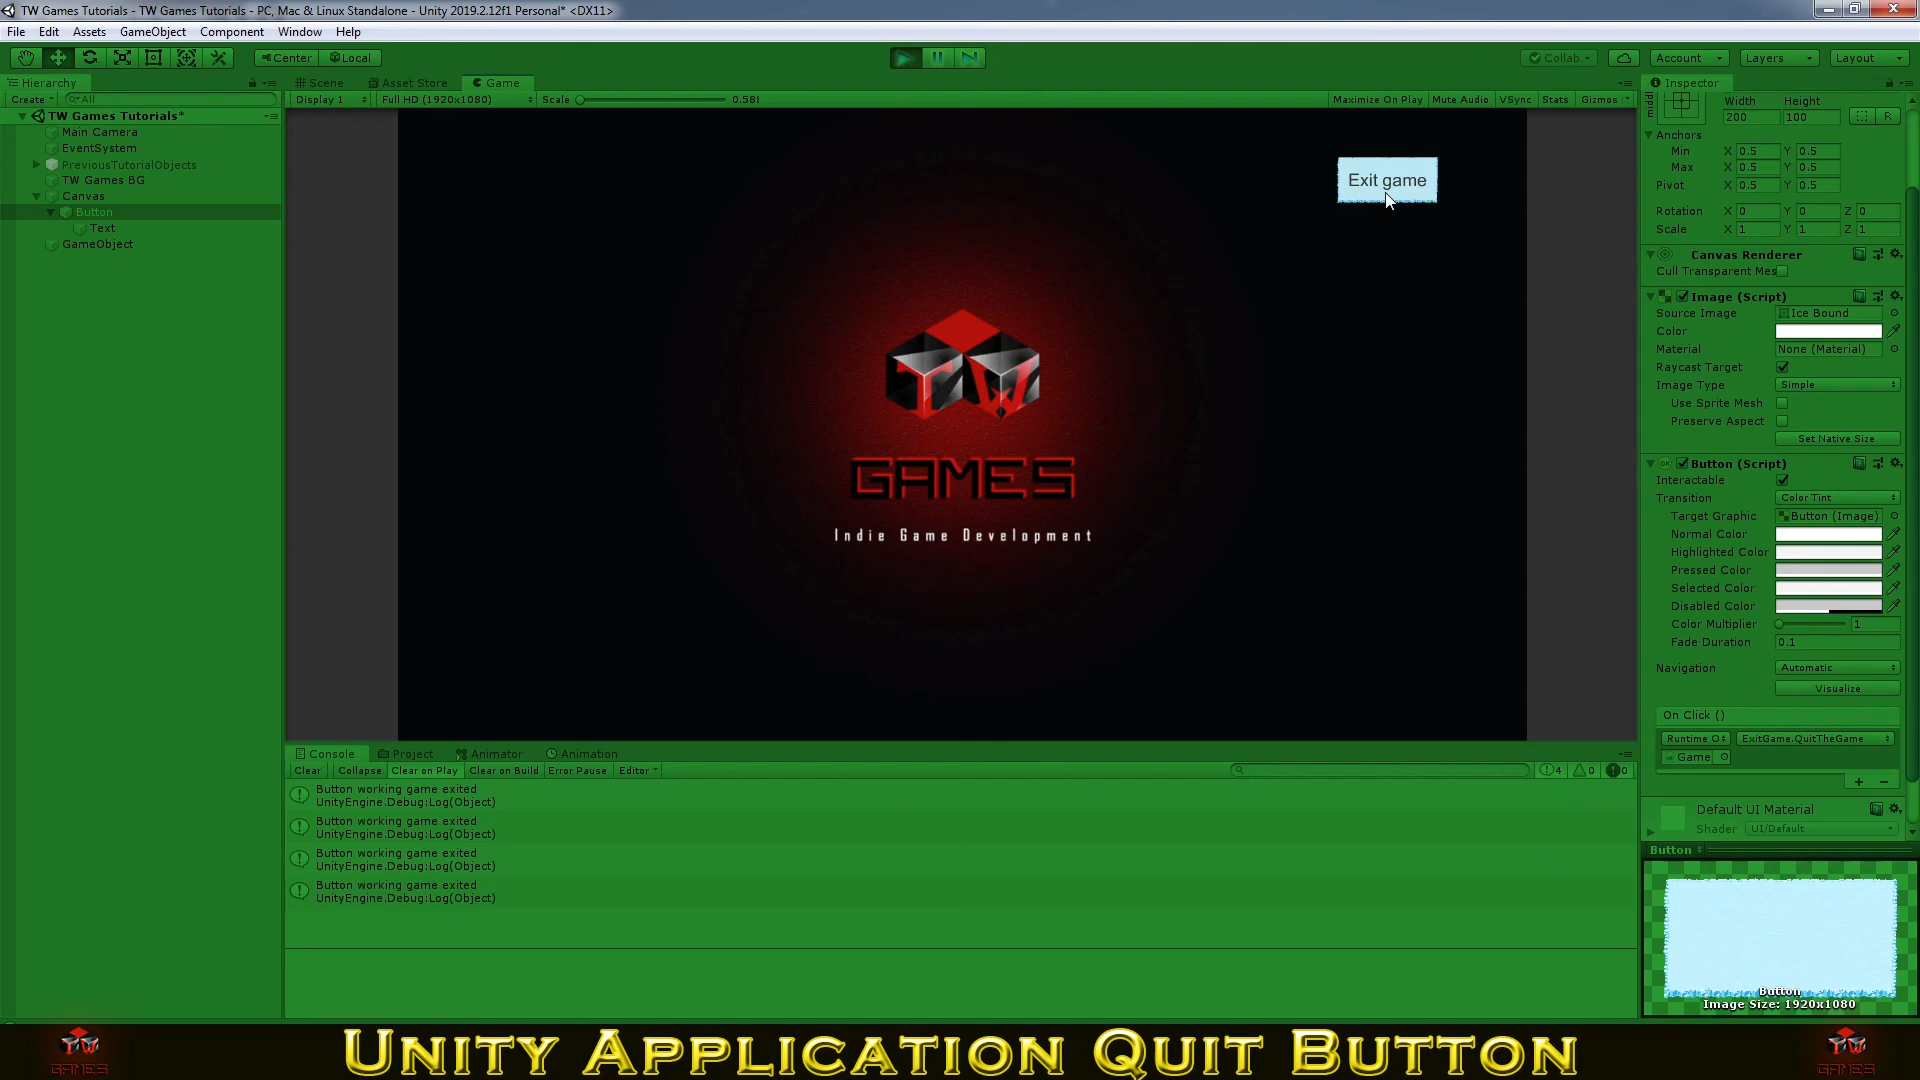 TW Games Tutorials - TW Games Tutorials - PC, Mac & Linux Standalone - Unity 2019.2.12f1 Personal* <DX11>
File Edit Assets GameObject Component Window Help
Center Local
Collab Account Layers Layout
Hierarchy
Create All
TW Games Tutorials*
Main Camera
EventSystem
PreviousTutorialObjects
TW Games BG
Canvas
Button
Text
GameObject
Scene Asset Store Game
Display 1 Full HD (1920x1080) Scale 0.58 Maximize On Play Mute Audio VSync Stats Gizmos
Exit game
TW
GAMES
Indie Game Development
Console Project Animator Animation
Clear Collapse Clear on Play Clear on Build Error Pause Editor 4 0 0
Button working game exited
UnityEngine.Debug:Log(Object)
Button working game exited
UnityEngine.Debug:Log(Object)
Button working game exited
UnityEngine.Debug:Log(Object)
Button working game exited
UnityEngine.Debug:Log(Object)
Inspector
Width Height
200 100 R
Anchors
Min X 0.5 Y 0.5
Max X 0.5 Y 0.5
Pivot X 0.5 Y 0.5
Rotation X 0 Y 0 Z 0
Scale X 1 Y 1 Z 1
Canvas Renderer
Cull Transparent Mes
Image (Script)
Source Image Ice Bound
Color
Material None (Material)
Raycast Target
Image Type Simple
Use Sprite Mesh
Preserve Aspect
Set Native Size
Button (Script)
Interactable
Transition Color Tint
Target Graphic Button (Image)
Normal Color
Highlighted Color
Pressed Color
Selected Color
Disabled Color
Color Multiplier 1
Fade Duration 0.1
Navigation Automatic
Visualize
On Click ()
Runtime O ExitGame.QuitTheGame
Game
Default UI Material
Shader UI/Default
Button
Button
Image Size: 1920x1080
TW GAMES
Unity Application Quit Button
TW GAMES